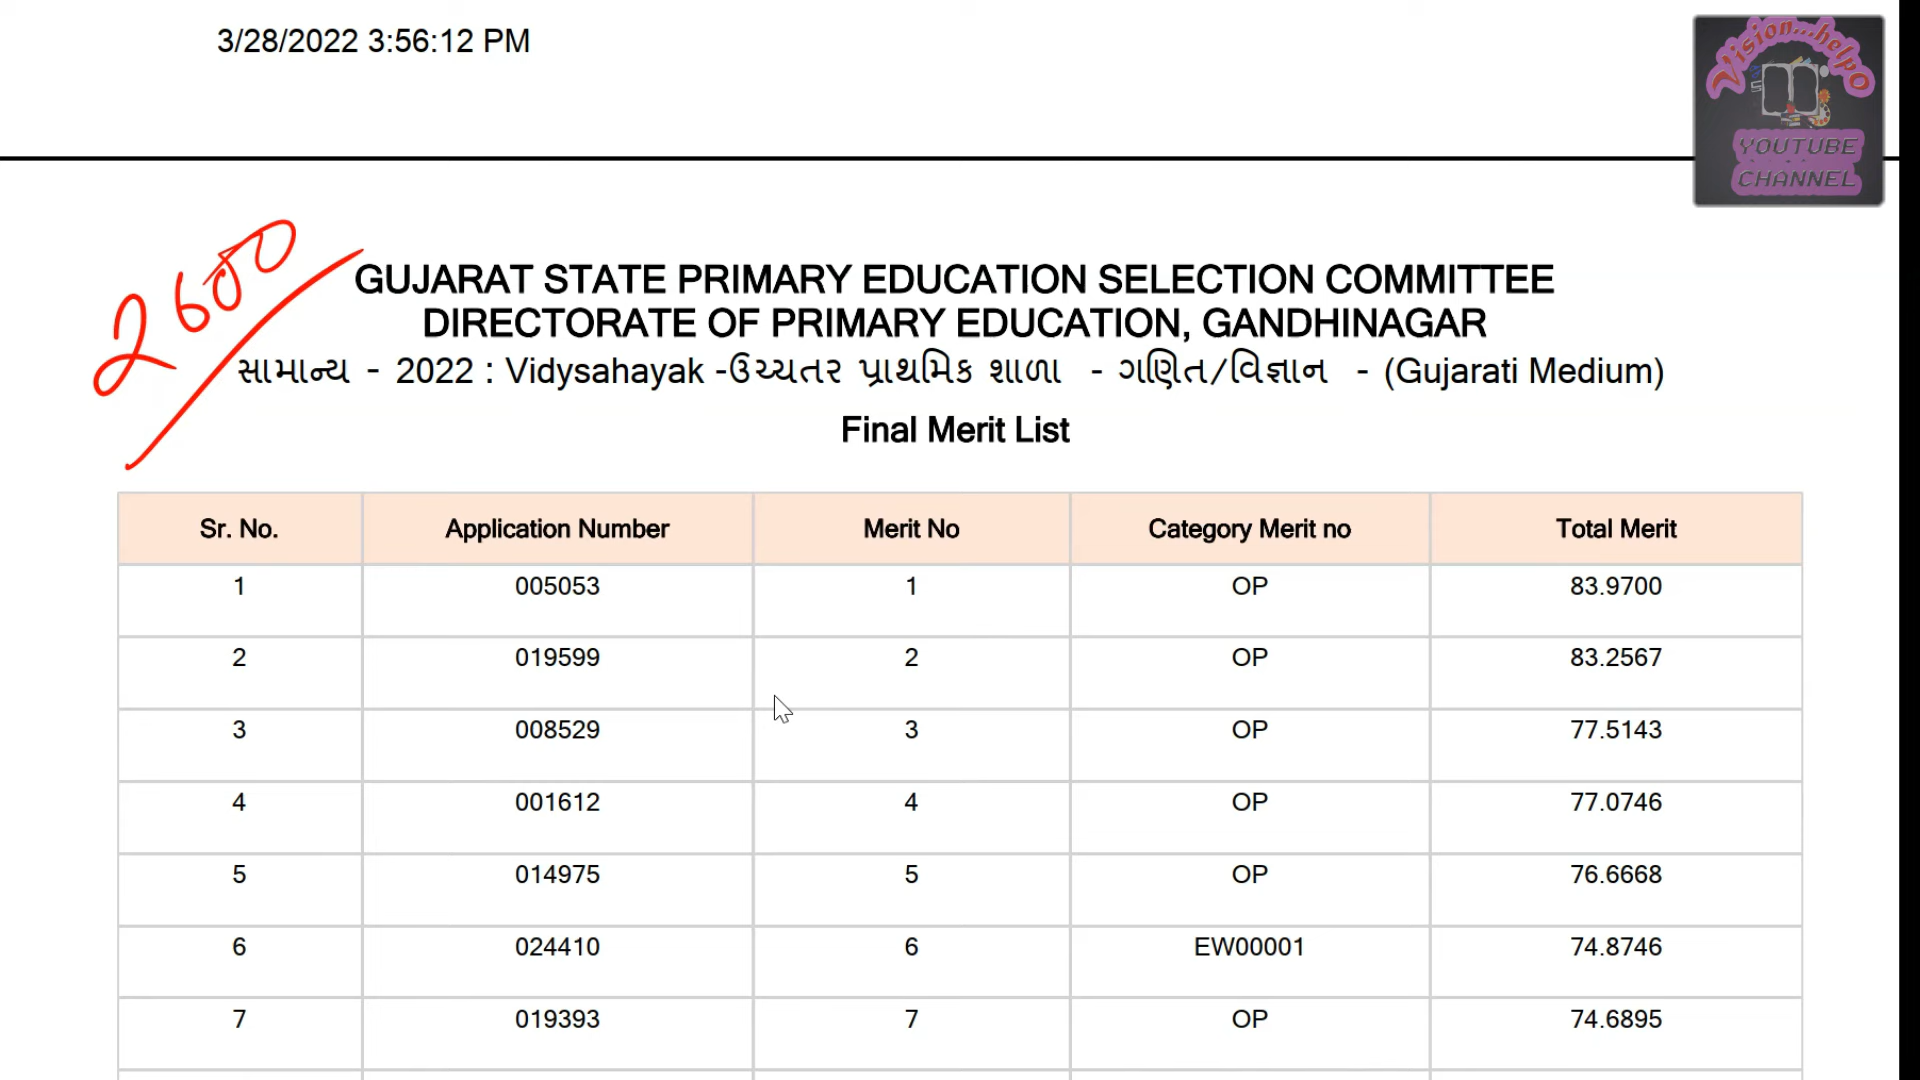 3/28/2022 3:56:12 PM
Vision...helpO
YOUTUBE
CHANNEL
2600
GUJARAT STATE PRIMARY EDUCATION SELECTION COMMITTEE
DIRECTORATE OF PRIMARY EDUCATION, GANDHINAGAR
સામાન્ય - 2022 : Vidysahayak -ઉચ્ચતર પ્રાથમિક શાળા - ગણિત/વિજ્ઞાન - (Gujarati Medium)
Final Merit List
Sr. No. Application Number Merit No Category Merit no Total Merit
1 005053 1 OP 83.9700
2 019599 2 OP 83.2567
3 008529 3 OP 77.5143
4 001612 4 OP 77.0746
5 014975 5 OP 76.6668
6 024410 6 EW00001 74.8746
7 019393 7 OP 74.6895